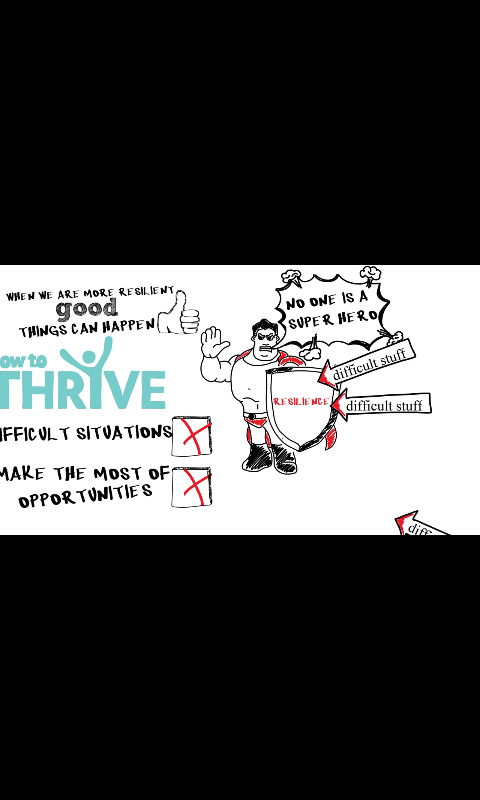 WHEN WE ARE MORE RESILIENT
good
THINGS CAN HAPPEN
ow to
THRIVE
IFFICULT SITUATIONS
MAKE THE MOST OF
OPPORTUNITIES
NO ONE IS A
SUPER HERO
difficult stuff
RESILIENCE
difficult stuff
diff